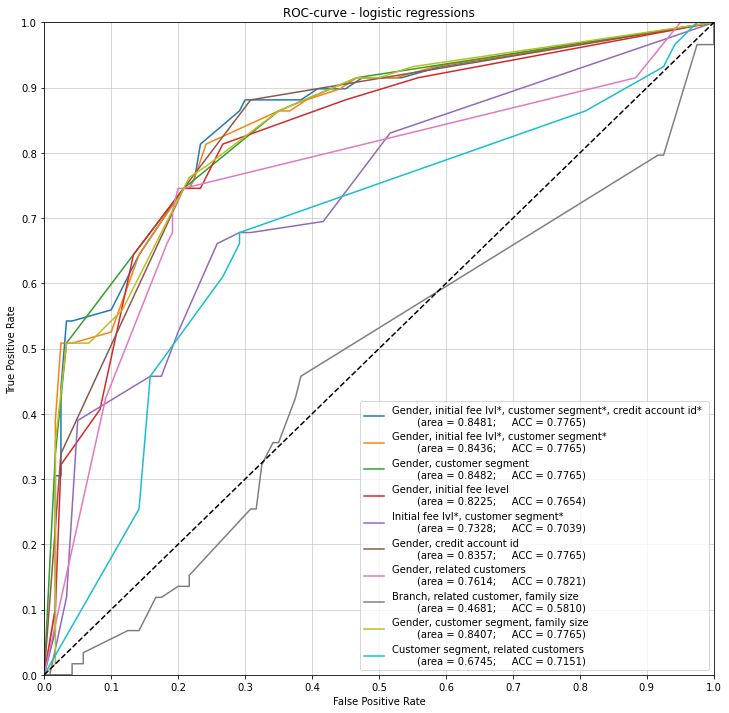 ROC-curve - logistic regressions
True Positive Rate
1.0
0.9
0.8
0.7
0.6
0.5
0.4
0.3
0.2
0.1
0.0
Gender, initial fee lvl*, customer segment*, credit account id*
(area = 0.8481; ACC = 0.7765)
Gender, initial fee lvl*, customer segment*
(area = 0.8436; ACC = 0.7765)
Gender, customer segment
(area = 0.8482; ACC = 0.7765)
Gender, initial fee level
(area = 0.8225; ACC = 0.7654)
Initial fee lvl*, customer segment*
(area = 0.7328; ACC = 0.7039)
Gender, credit account id
(area = 0.8357; ACC = 0.7765)
Gender, related customers
(area = 0.7614; ACC = 0.7821)
Branch, related customer, family size
(area = 0.4681; ACC = 0.5810)
Gender, customer segment, family size
(area = 0.8407; ACC = 0.7765)
Customer segment, related customers
(area = 0.6745; ACC = 0.7151)
0.0 0.1 0.2 0.3 0.4 0.5 0.6 0.7 0.8 0.9 1.0
False Positive Rate